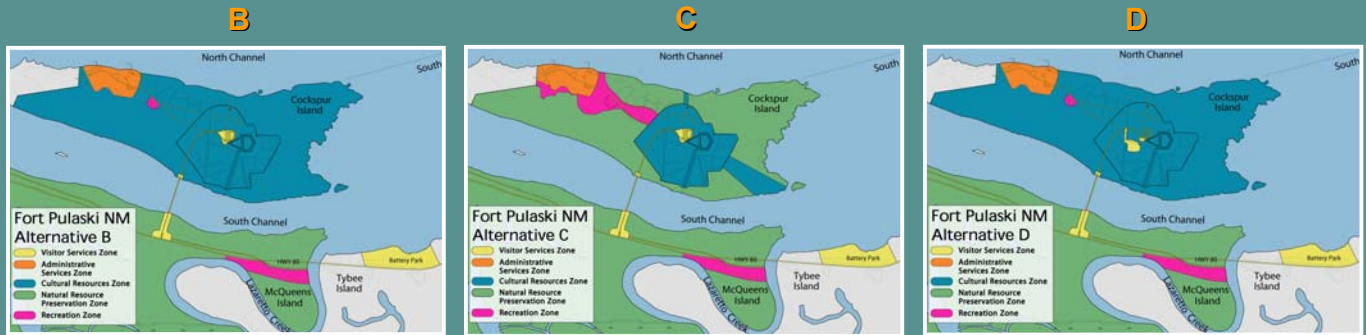 B
North Channel
South
Cockspur
Island
South Channel
Fort Pulaski NM
Alternative B
Visitor Services Zone
Administrative
Services Zone
Cultural Resources Zone
Natural Resource
Preservation Zone
Recreation Zone
HWY 80
Battery Park
McQueens
Island
Tybee
Island
Lazaretto Creek
C
North Channel
South
Cockspur
Island
South Channel
Fort Pulaski NM
Alternative C
Visitor Services Zone
Administrative
Services Zone
Cultural Resources Zone
Natural Resource
Preservation Zone
Recreation Zone
HWY 80
Battery Park
McQueens
Island
Tybee
Island
Lazaretto Creek
D
North Channel
South
Cockspur
Island
South Channel
Fort Pulaski NM
Alternative D
Visitor Services Zone
Administrative
Services Zone
Cultural Resources Zone
Natural Resource
Preservation Zone
Recreation Zone
HWY 80
Battery Park
McQueens
Island
Tybee
Island
Lazaretto Creek